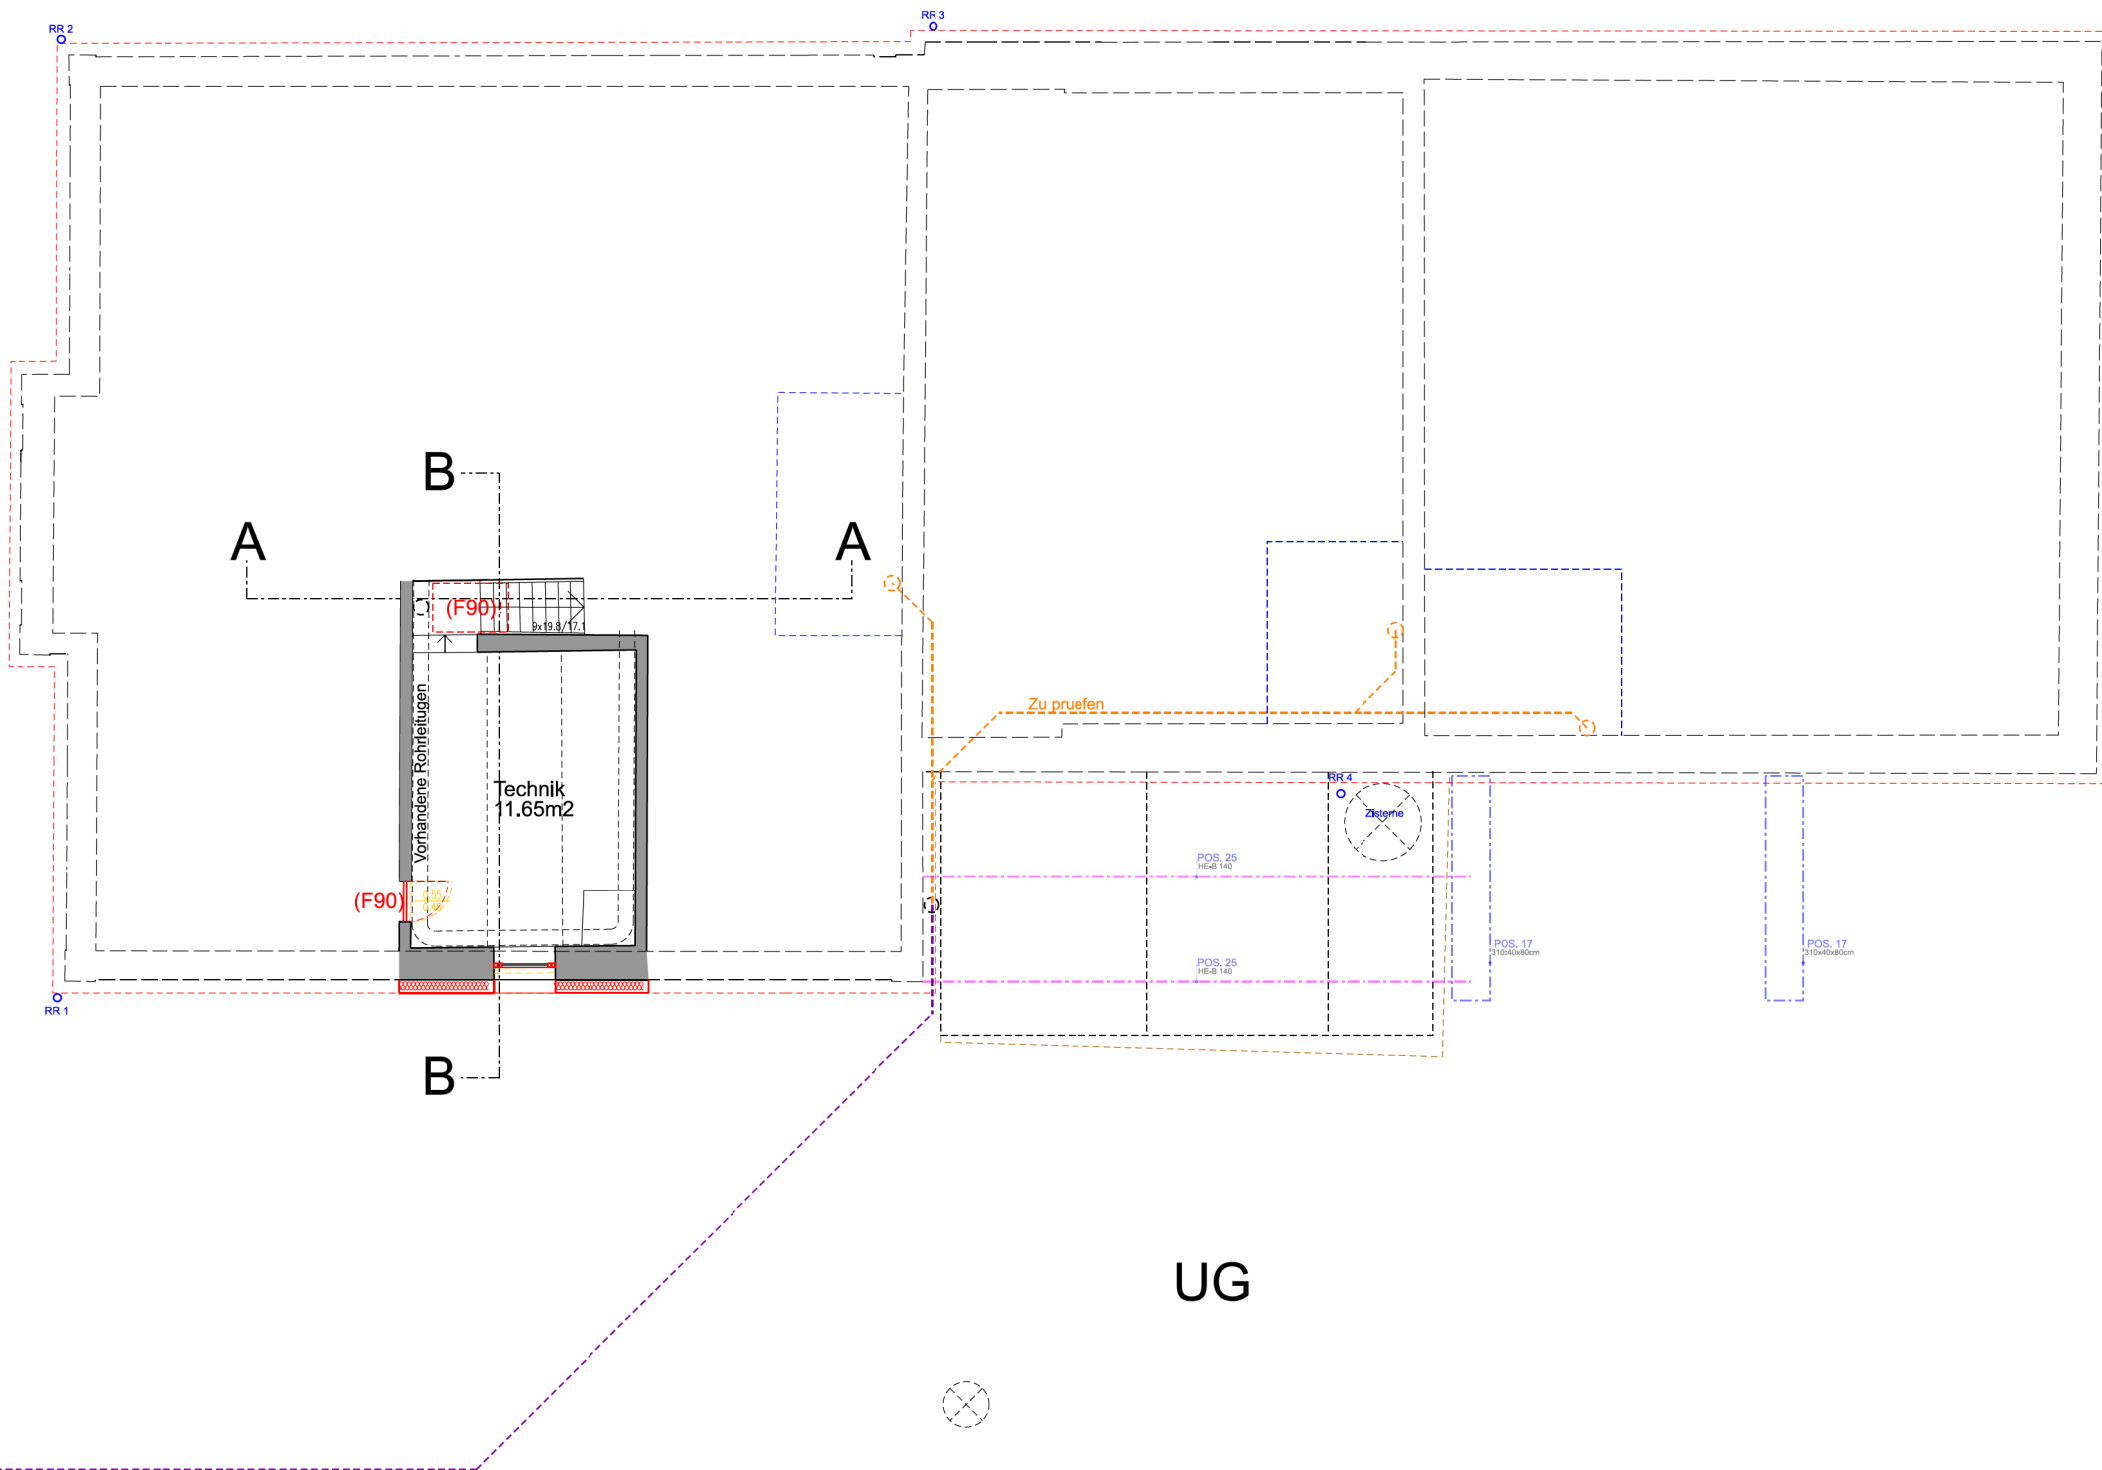 RR 2
RR 3
B
A
A
(F90)
9x19.8/17.1
Zu pruefen
Vorhandene Rohrleitugen
Technik
11.65m2
RR 4
Zisterne
POS. 25
HE-B 140
(F90)
POS. 17
310x40x80cm
POS. 17
310x40x80cm
POS. 25
HE-B 140
RR 1
B
UG